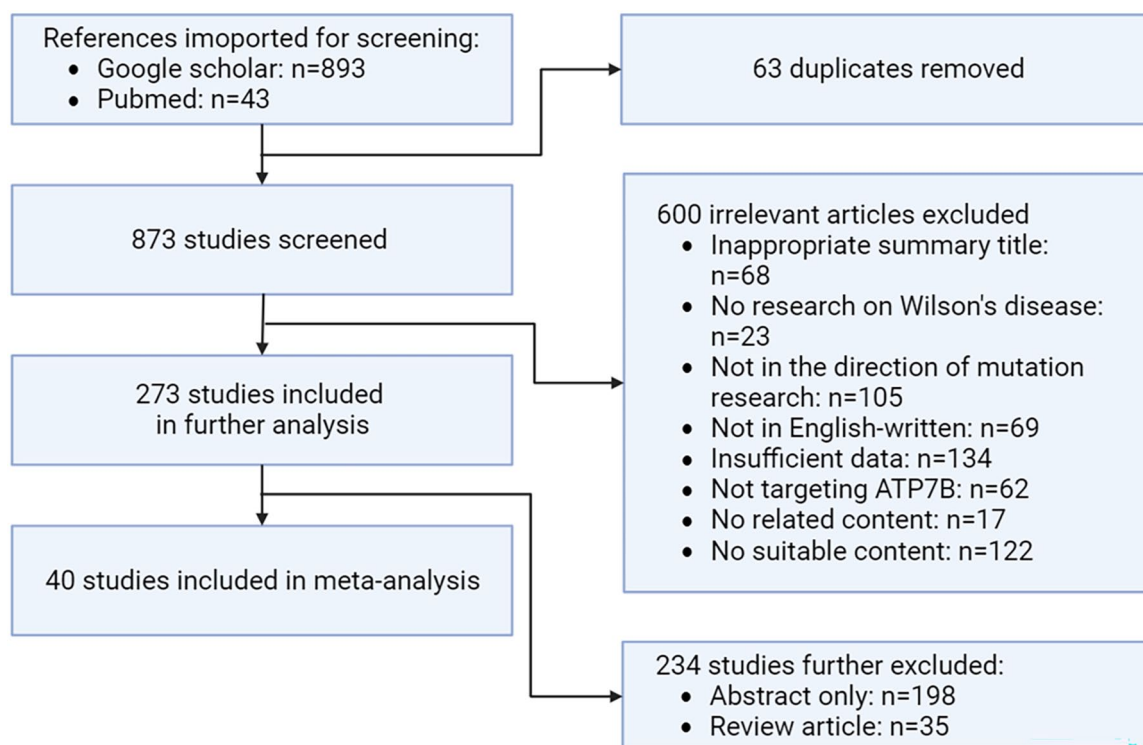 References imoported for screening:
• Google scholar: n=893
• Pubmed: n=43
63 duplicates removed
873 studies screened
600 irrelevant articles excluded
• Inappropriate summary title:
n=68
• No research on Wilson's disease:
n=23
• Not in the direction of mutation
research: n=105
• Not in English-written: n=69
• Insufficient data: n=134
• Not targeting ATP7B: n=62
• No related content: n=17
• No suitable content: n=122
273 studies included
in further analysis
40 studies included in meta-analysis
234 studies further excluded:
• Abstract only: n=198
• Review article: n=35